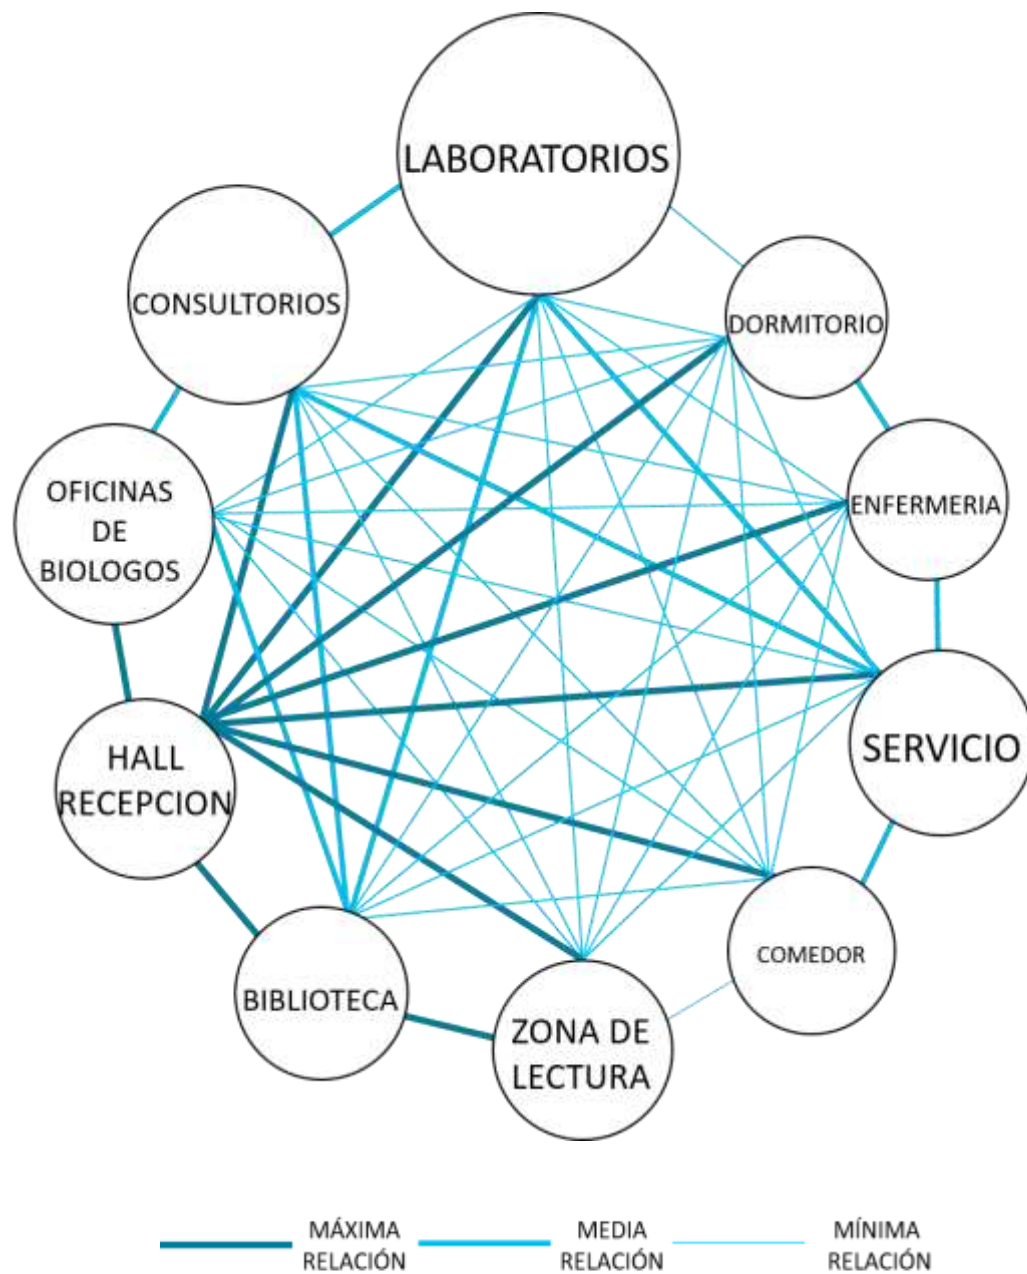 LABORATORIOS
CONSULTORIOS
DORMITORIO
OFICINAS
DE
BIOLOGOS
ENFERMERIA
HALL
RECEPCION
SERVICIO
BIBLIOTECA
ZONA DE
LECTURA
COMEDOR
MÁXIMA
RELACIÓN
MEDIA
RELACIÓN
MÍNIMA
RELACIÓN